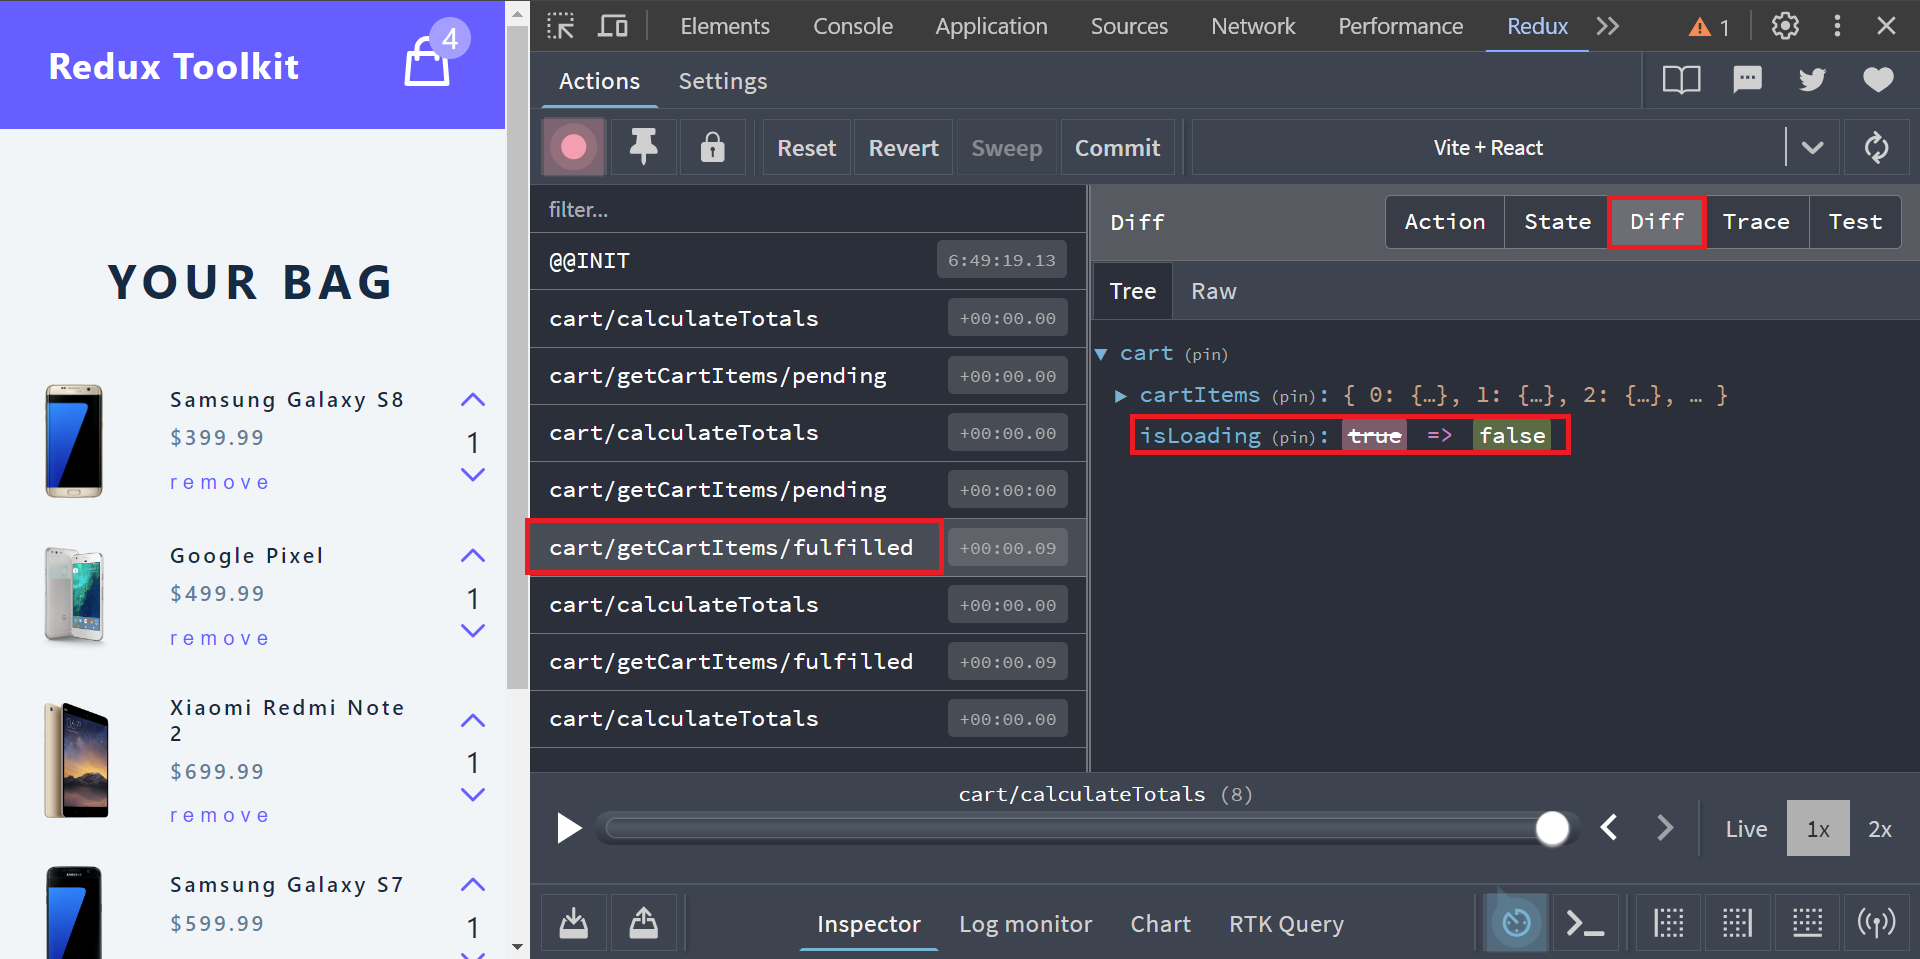 Redux Toolkit
4
YOUR BAG
Samsung Galaxy S8
$399.99
remove
1
Google Pixel
$499.99
remove
1
Xiaomi Redmi Note
2
$699.99
remove
1
Samsung Galaxy S7
$599.99
1
Elements Console Application Sources Network Performance Redux 1
Actions Settings
Reset Revert Sweep Commit Vite + React
filter...
@@INIT 6:49:19.13
cart/calculateTotals +00:00.00
cart/getCartItems/pending +00:00.00
cart/calculateTotals +00:00.00
cart/getCartItems/pending +00:00:00
cart/getCartItems/fulfilled +00:00.09
cart/calculateTotals +00:00.00
cart/getCartItems/fulfilled +00:00.09
cart/calculateTotals +00:00.00
Diff Action State Diff Trace Test
Tree Raw
cart (pin)
cartItems (pin): { 0: {…}, 1: {…}, 2: {…}, … }
isLoading (pin): true => false
cart/calculateTotals (8)
Live 1x 2x
Inspector Log monitor Chart RTK Query